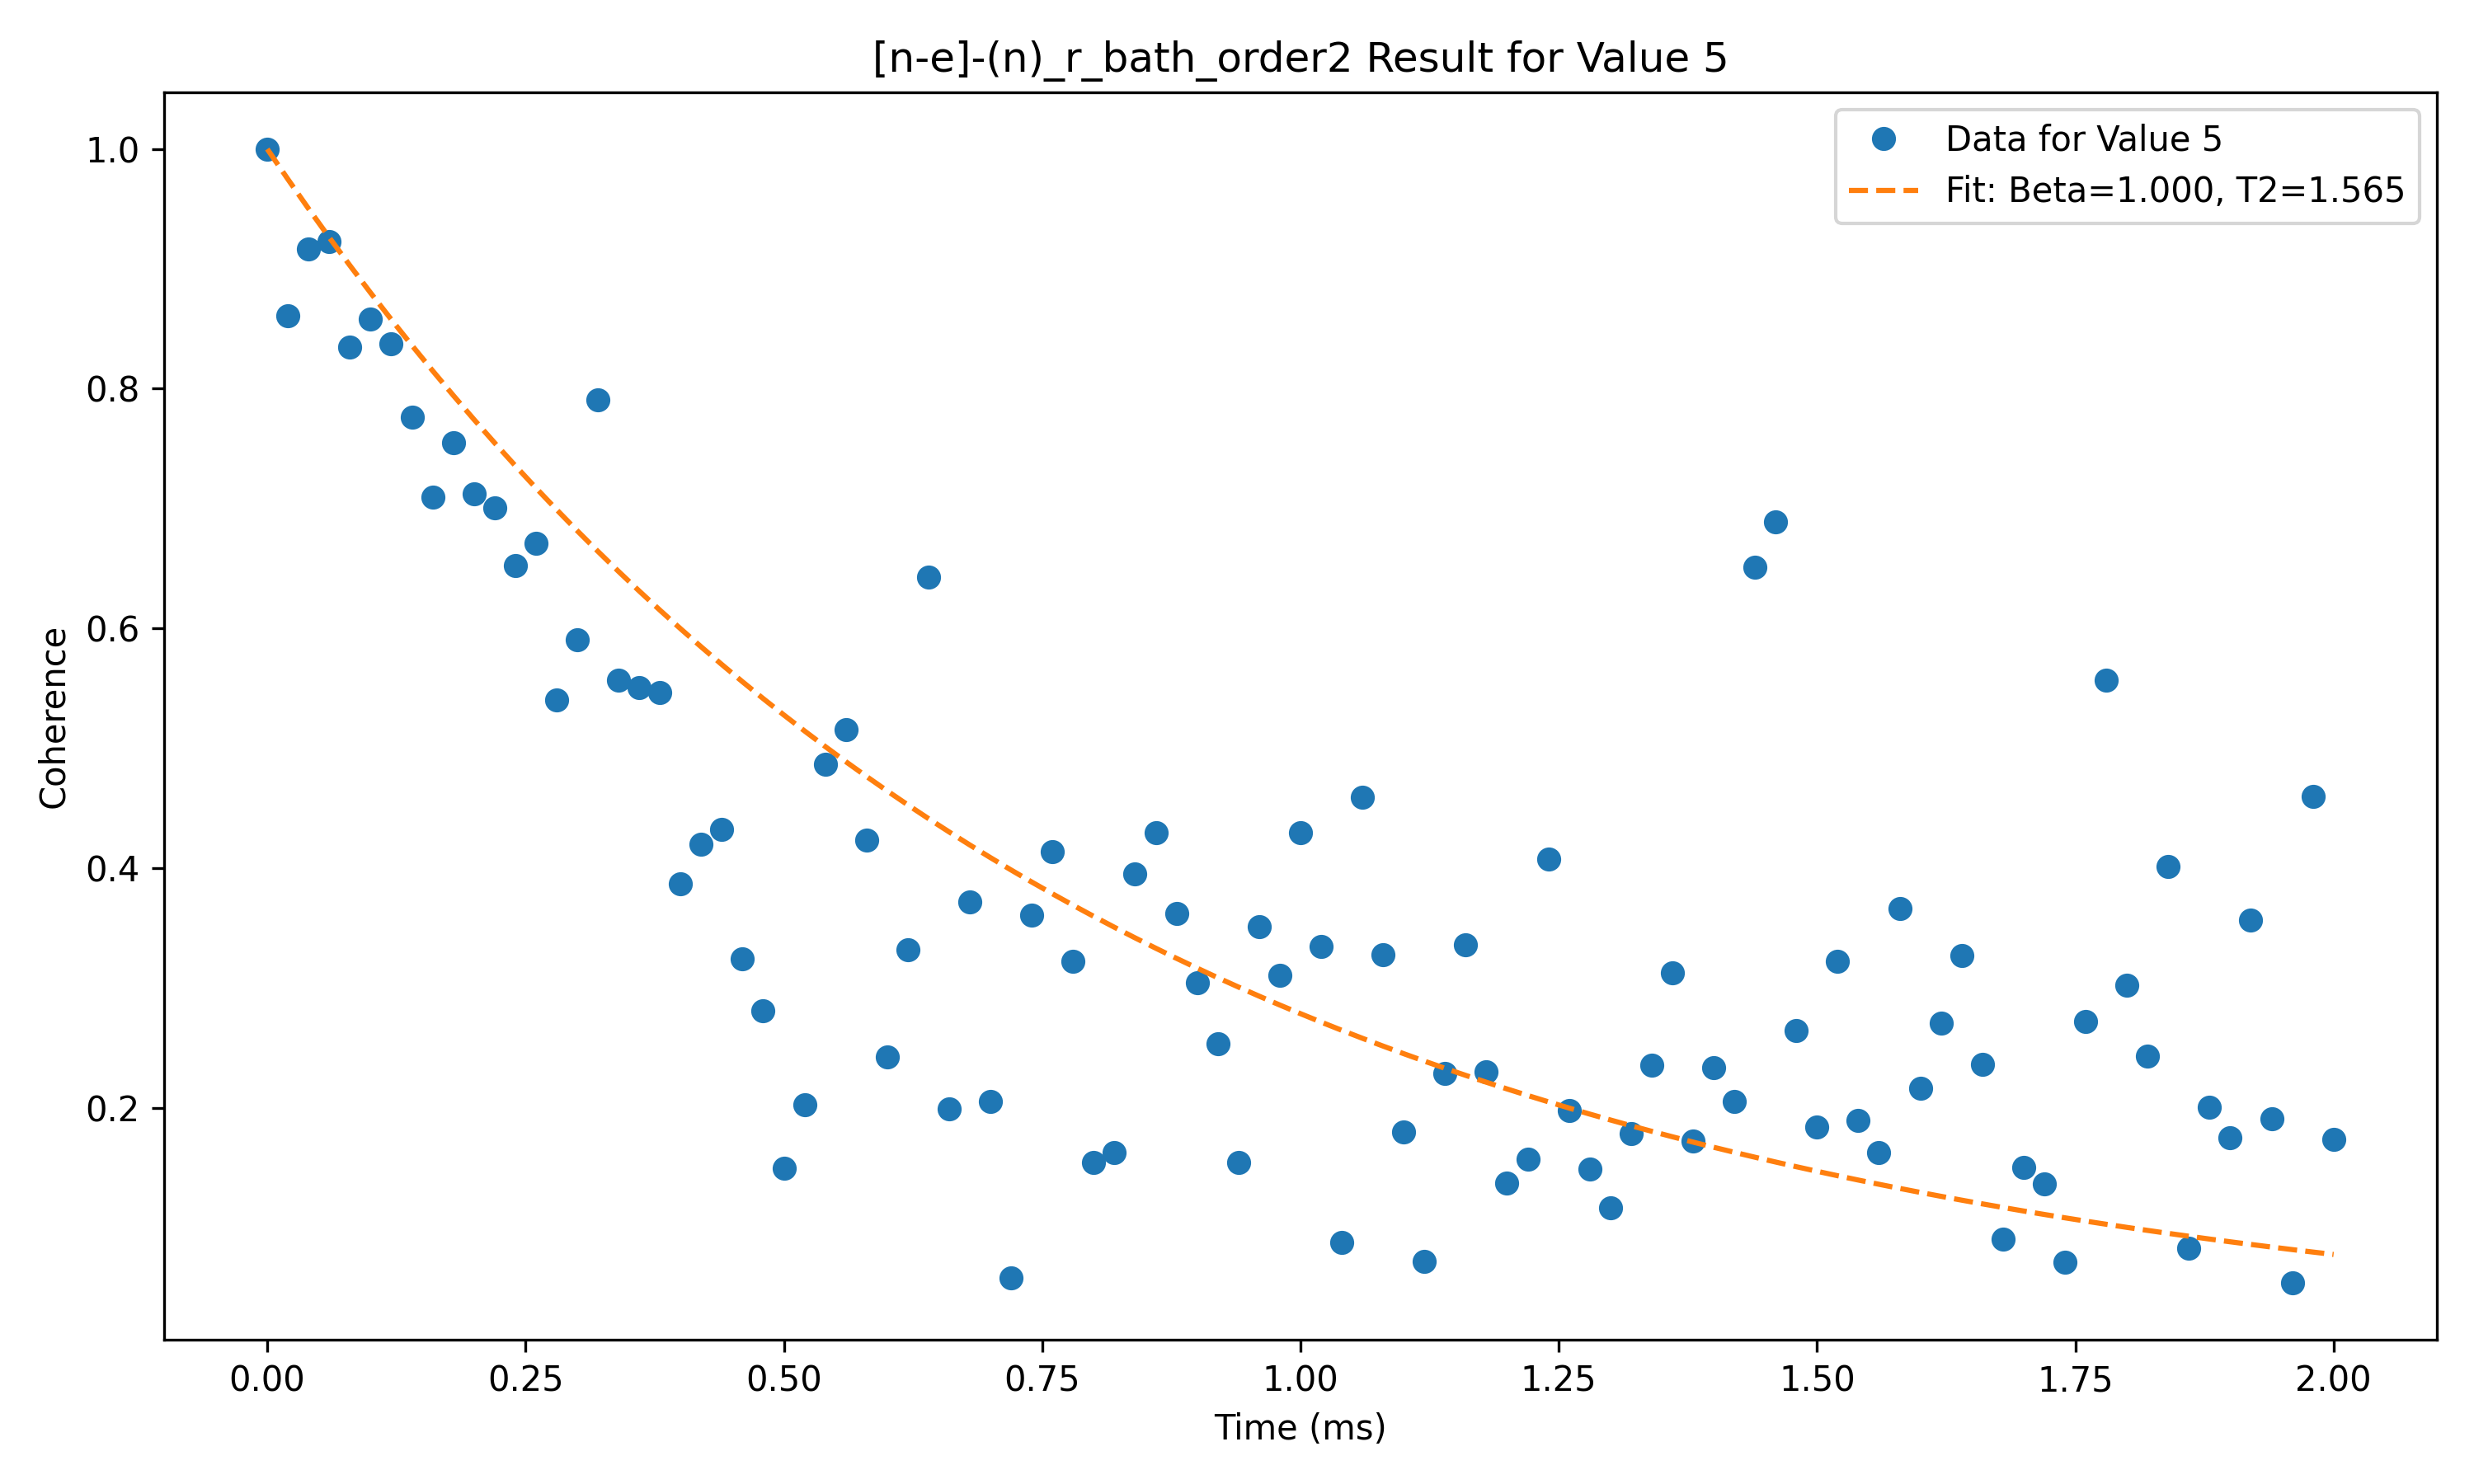 [n-e]-(n)_r_bath_order2 Result for Value 5
Data for Value 5
Fit: Beta=1.000, T2=1.565
Coherence
1.0
0.8
0.6
0.4
0.2
0.00 0.25 0.50 0.75 1.00 1.25 1.50 1.75 2.00
Time (ms)